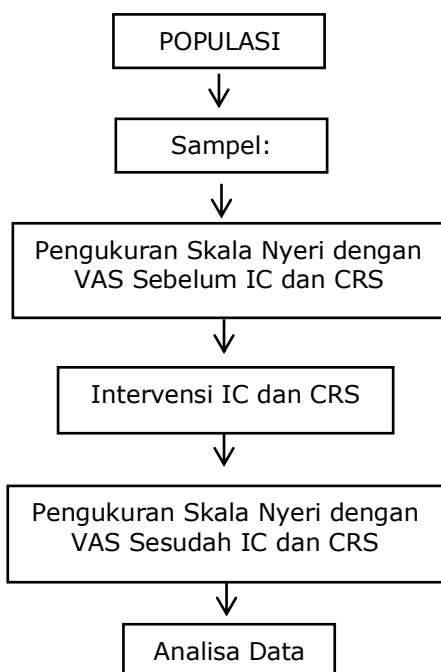 POPULASI
Sampel:
Pengukuran Skala Nyeri dengan
VAS Sebelum IC dan CRS
Intervensi IC dan CRS
Pengukuran Skala Nyeri dengan
VAS Sesudah IC dan CRS
Analisa Data